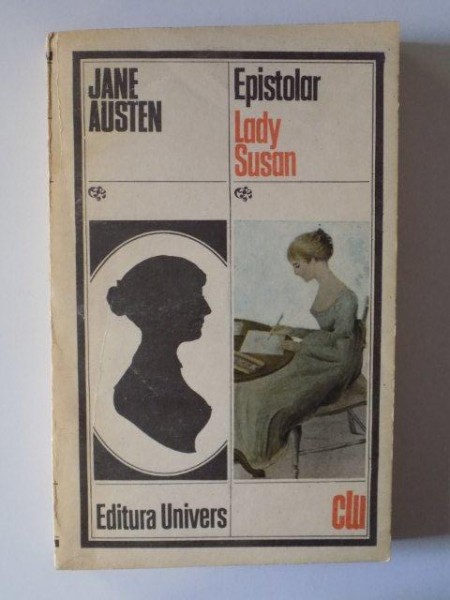 JANE
AUSTEN
Epistolar
Lady
Susan
Editura Univers
clu